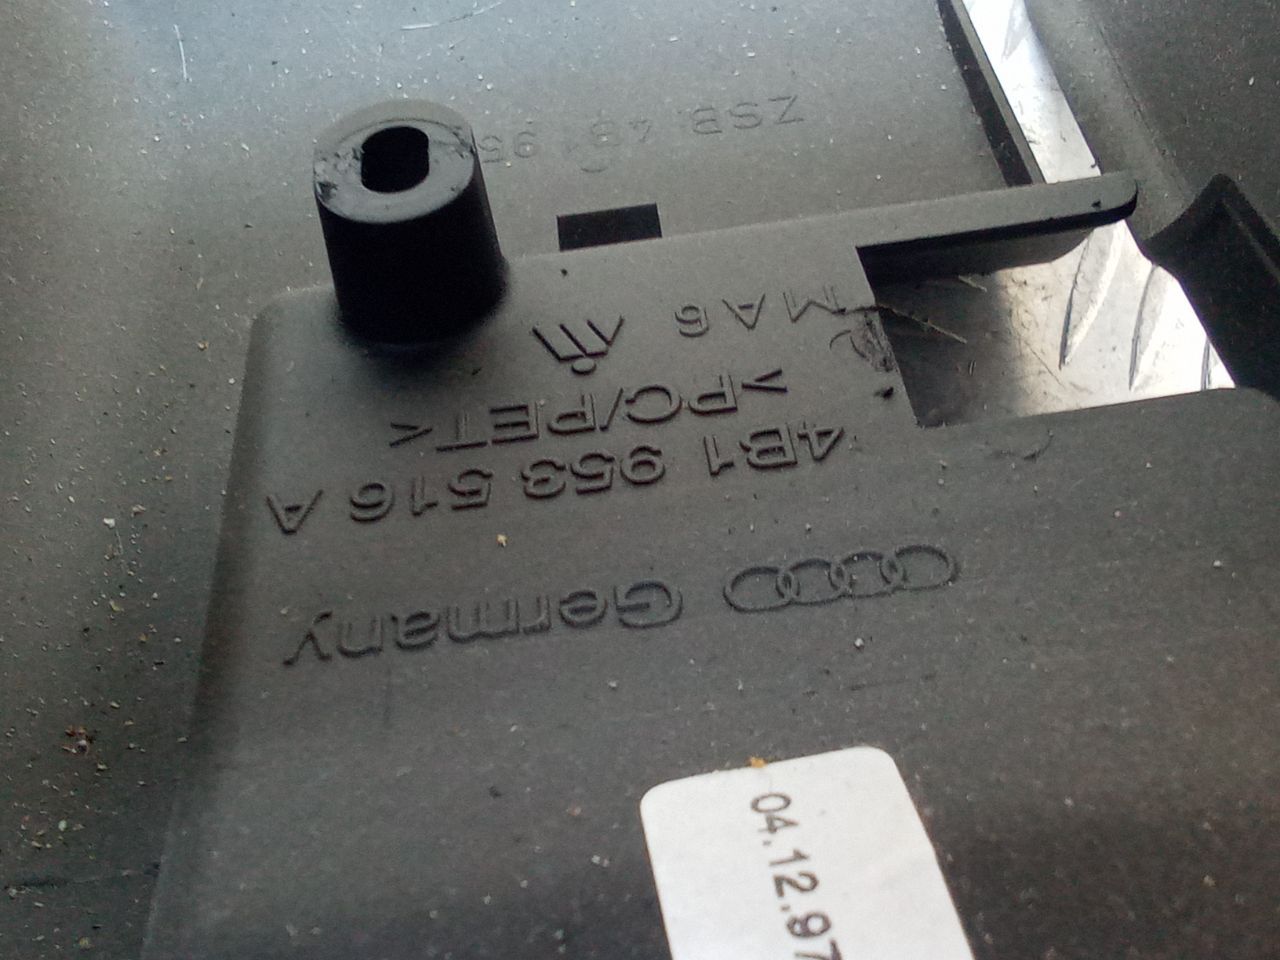 04.12.97
Germany
4B1 953 516 A
>PC/PET<
MA6
ZSB 4B1 95